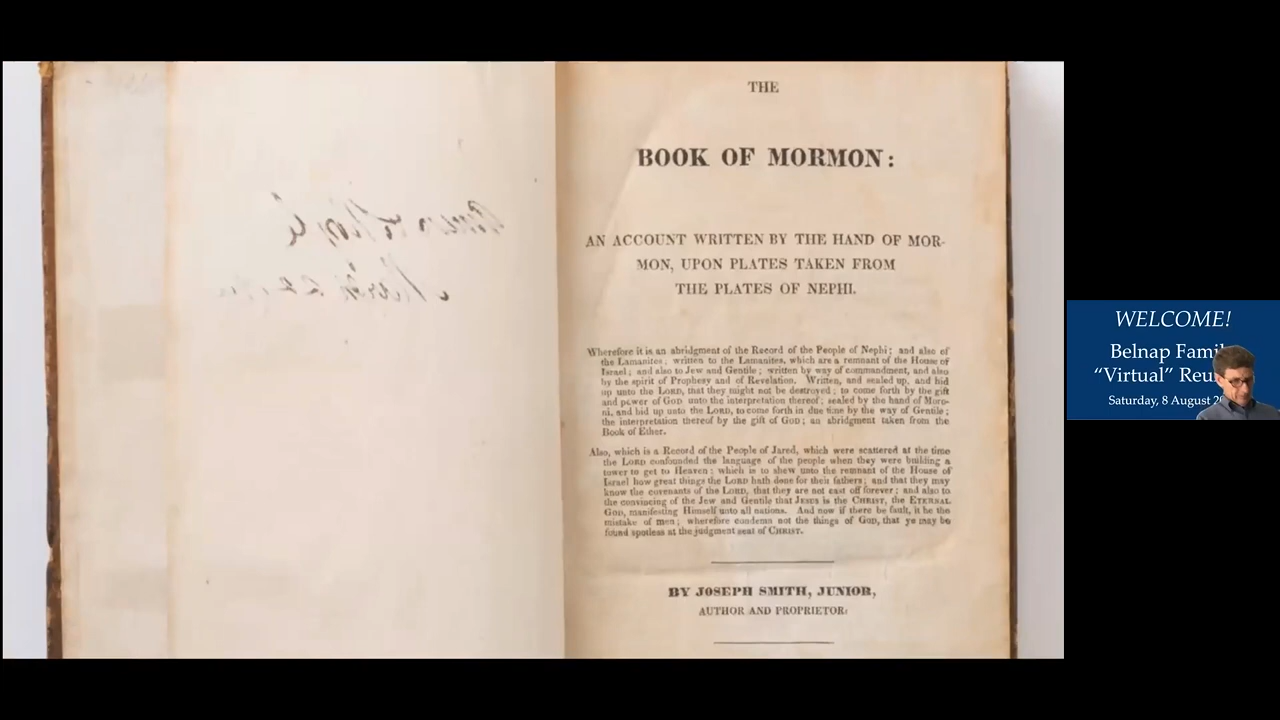 THE
BOOK OF MORMON:
AN ACCOUNT WRITTEN BY THE HAND OF MOR-
MON, UPON PLATES TAKEN FROM
THE PLATES OF NEPHI.
Wherefore it is an abridgment of the Record of the People of Nephi; and also of
the Lamanites; written to the Lamanites, which are a remnant of the House of
Israel; and also to Jew and Gentile; written by way of commandment, and also
by the spirit of Prophesy and of Revelation. Written, and sealed up, and hid
up unto the LORD, that they might not be destroyed; to come forth by the gift
and power of GOD unto the interpretation thereof; sealed by the hand of Moro-
ni, and hid up unto the LORD, to come forth in due time by the way of Gentile;
the interpretation thereof by the gift of GOD; an abridgment taken from the
Book of Ether.
Also, which is a Record of the People of Jared, which were scattered at the time
the LORD confounded the language of the people when they were building a
tower to get to Heaven: which is to shew unto the remnant of the House of
Israel how great things the LORD hath done for their fathers; and that they may
know the covenants of the LORD, that they are not cast off forever; and also to
the convincing of the Jew and Gentile that JESUS is the CHRIST, the ETERNAL
GOD, manifesting Himself unto all nations. And now if there be fault, it be the
mistake of men; wherefore condemn not the things of GOD, that ye may be
found spotless at the judgment seat of CHRIST.
BY JOSEPH SMITH, JUNIOR,
AUTHOR AND PROPRIETOR.
WELCOME!
Belnap
"Virtual"
Saturday, 8 August